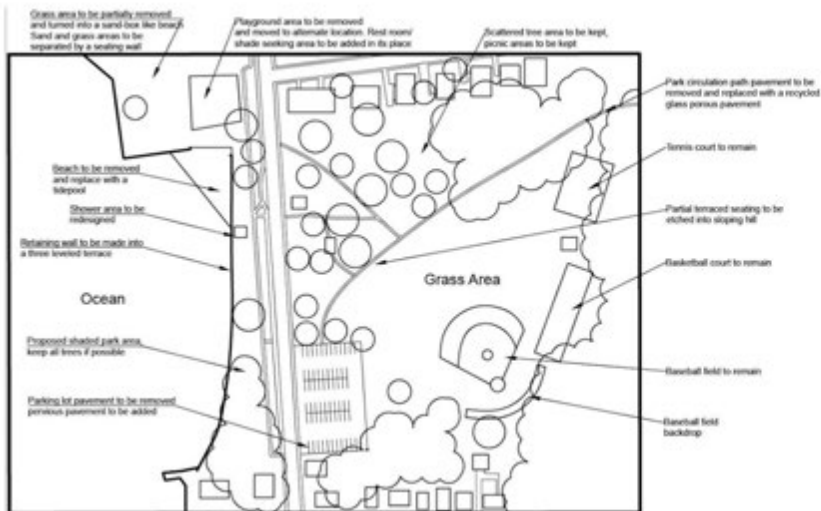 Grass area to be partially removed
and turned into a sand-box like beach
Sand and grass areas to be
separated by a seating wall
Playground area to be removed
and moved to alternate location. Rest room/
shade seeking area to be added in its place
Scattered tree area to be kept,
picnic areas to be kept
Park circulation path pavement to be
removed and replaced with a recycled
glass porous pavement
Tennis court to remain
Beach to be removed
and replace with a
tidepool
Shower area to be
redesigned
Partial terraced seating to be
etched into sloping hill
Retaining wall to be made into
a three leveled terrace
Basketball court to remain
Grass Area
Ocean
Proposed shaded park area,
keep all trees if possible
Baseball field to remain
Parking lot pavement to be removed
pervious pavement to be added
Baseball field
backdrop